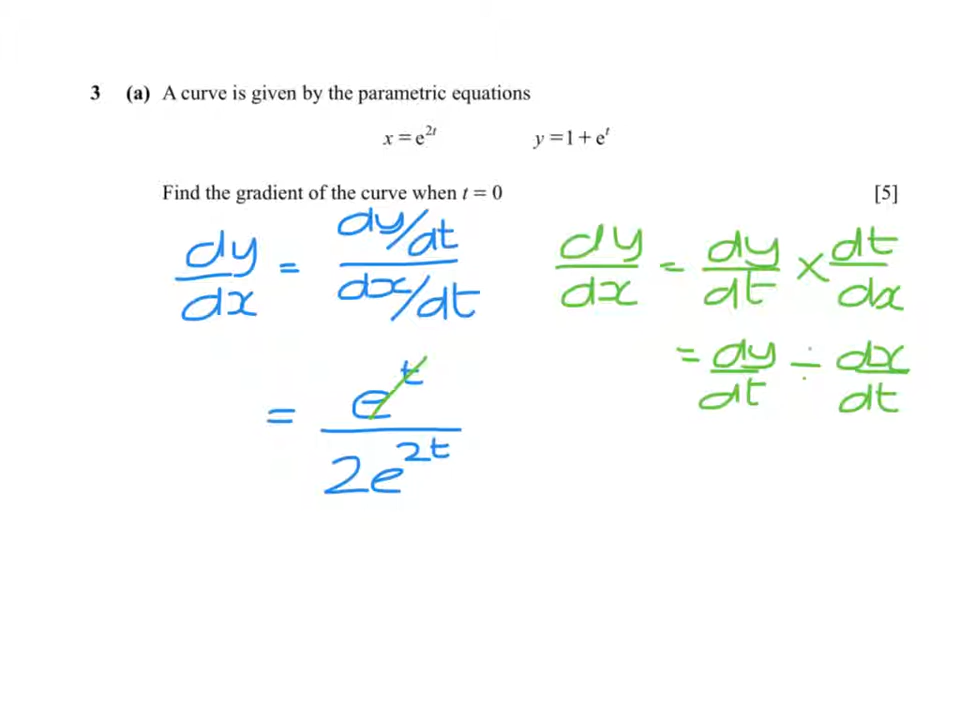 3 (a) A curve is given by the parametric equations
x = e^{2t} y = 1 + e^{t}
Find the gradient of the curve when t = 0 [5]
dy/dx = (dy/dt)/(dx/dt)
= e^{t}/2e^{2t}
dy/dx = dy/dt × dt/dx
= dy/dt ÷ dx/dt